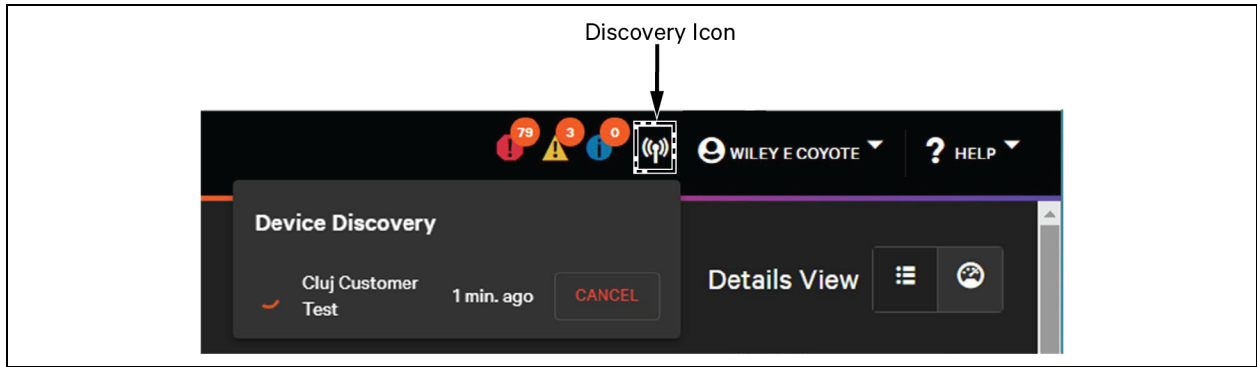 Discovery Icon
79 3 0
WILEY E COYOTE
? HELP
Device Discovery
Cluj Customer
Test
1 min. ago
CANCEL
Details View